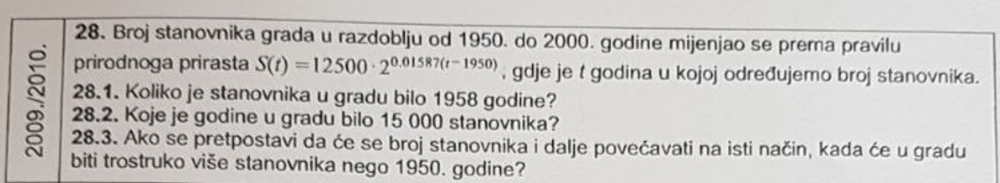 2009./2010.
28. Broj stanovnika grada u razdoblju od 1950. do 2000. godine mijenjao se prema pravilu
prirodnoga prirasta S(t) = 12500 · 2^{0.01587(t − 1950)}, gdje je t godina u kojoj određujemo broj stanovnika.
28.1. Koliko je stanovnika u gradu bilo 1958 godine?
28.2. Koje je godine u gradu bilo 15 000 stanovnika?
28.3. Ako se pretpostavi da će se broj stanovnika i dalje povećavati na isti način, kada će u gradu
biti trostruko više stanovnika nego 1950. godine?